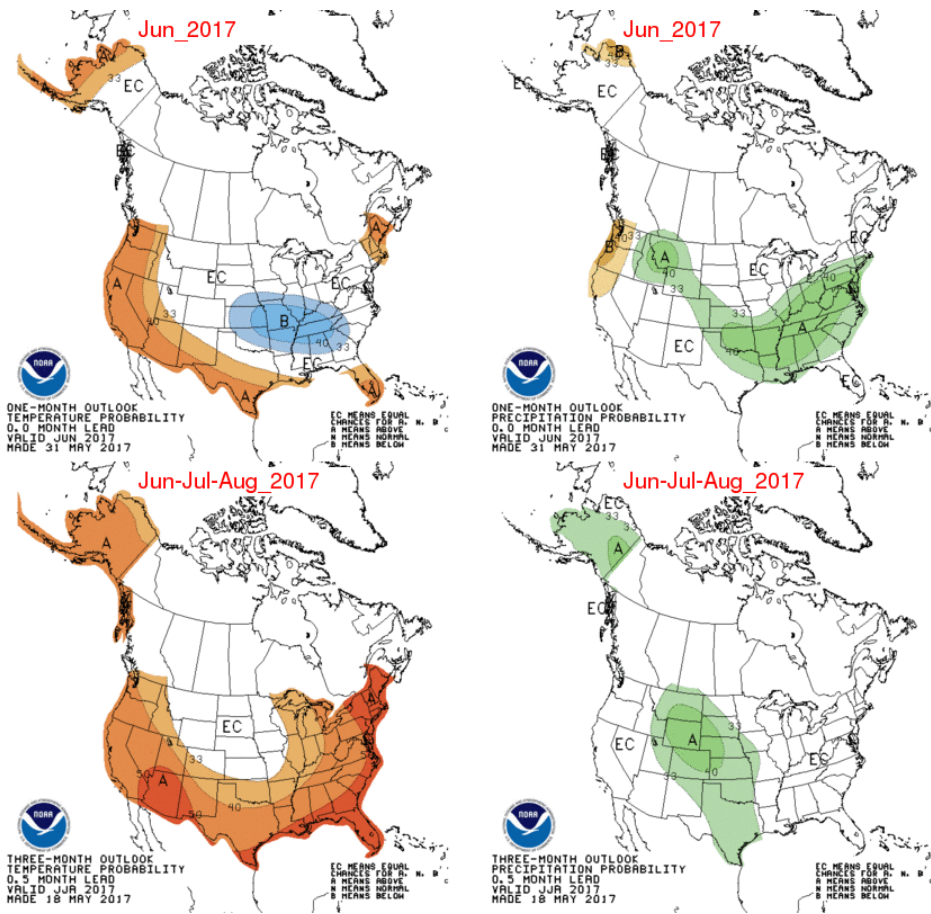 Jun_2017
A
33
EC
EC
A
A
EC
EC
33
40
B
40
33
EC
A
A
NOAA
ONE-MONTH OUTLOOK
TEMPERATURE PROBABILITY
0.0 MONTH LEAD
VALID JUN 2017
MADE 31 MAY 2017
EC MEANS EQUAL
CHANCES FOR A, N, B
A MEANS ABOVE
N MEANS NORMAL
B MEANS BELOW
Jun_2017
B
33
EC
EC
EC
40
33
B
A
40
33
EC
EC
40
A
40
EC
EC
NOAA
ONE-MONTH OUTLOOK
PRECIPITATION PROBABILITY
0.0 MONTH LEAD
VALID JUN 2017
MADE 31 MAY 2017
EC MEANS EQUAL
CHANCES FOR A, N, B
A MEANS ABOVE
N MEANS NORMAL
B MEANS BELOW
Jun-Jul-Aug_2017
A
A
EC
33
50
A
40
50
NOAA
THREE-MONTH OUTLOOK
TEMPERATURE PROBABILITY
0.5 MONTH LEAD
VALID JJA 2017
MADE 18 MAY 2017
EC MEANS EQUAL
CHANCES FOR A, N, B
A MEANS ABOVE
N MEANS NORMAL
B MEANS BELOW
Jun-Jul-Aug_2017
EC
33
A
EC
33
EC
A
EC
33
40
NOAA
THREE-MONTH OUTLOOK
PRECIPITATION PROBABILITY
0.5 MONTH LEAD
VALID JJA 2017
MADE 18 MAY 2017
EC MEANS EQUAL
CHANCES FOR A, N, B
A MEANS ABOVE
N MEANS NORMAL
B MEANS BELOW